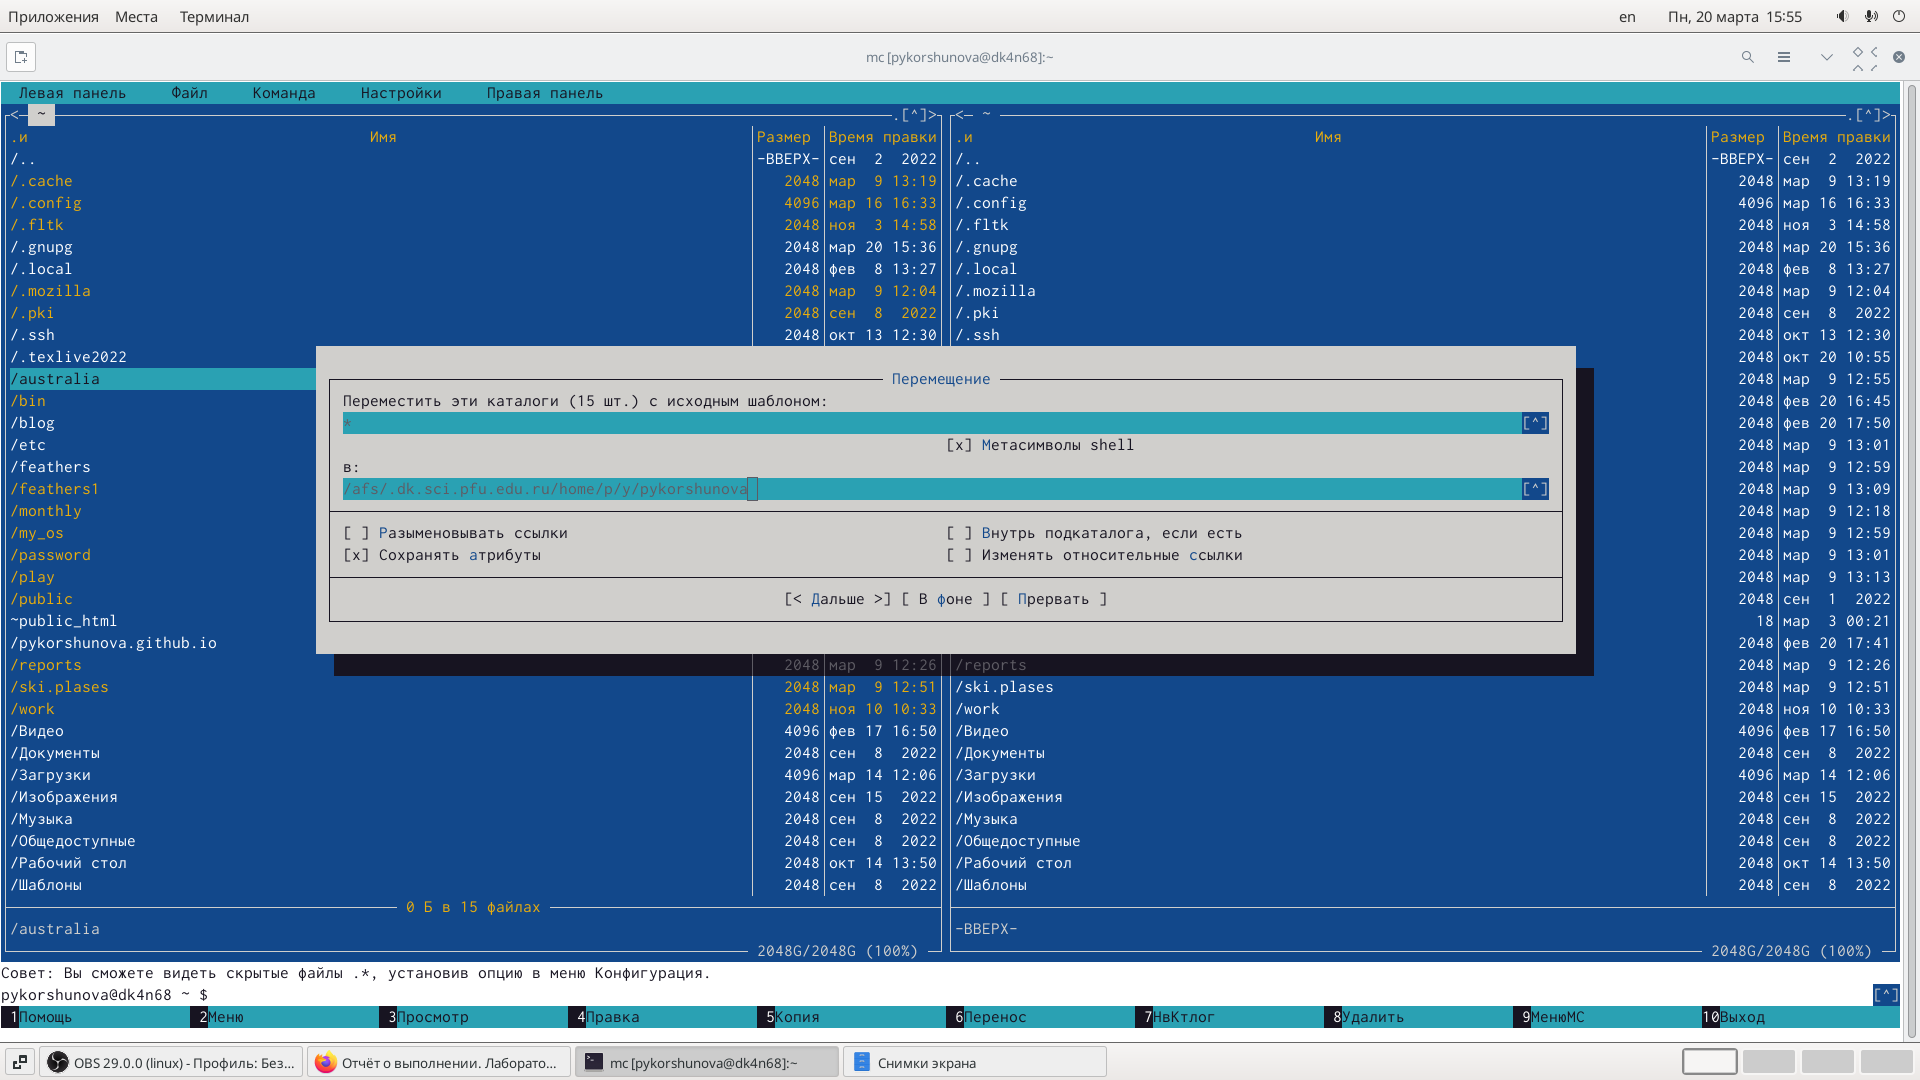 Приложения Места Терминал en Пн, 20 марта 15:55
mc [pykorshunova@dk4n68]:~
Левая панель Файл Команда Настройки Правая панель
<─ ~ .[^]> <─ ~ .[^]>
.и Имя Размер Время правки .и Имя Размер Время правки
/.. -ВВЕРХ- сен 2 2022 /.. -ВВЕРХ- сен 2 2022
/.cache 2048 мар 9 13:19 /.cache 2048 мар 9 13:19
/.config 4096 мар 16 16:33 /.config 4096 мар 16 16:33
/.fltk 2048 ноя 3 14:58 /.fltk 2048 ноя 3 14:58
/.gnupg 2048 мар 20 15:36 /.gnupg 2048 мар 20 15:36
/.local 2048 фев 8 13:27 /.local 2048 фев 8 13:27
/.mozilla 2048 мар 9 12:04 /.mozilla 2048 мар 9 12:04
/.pki 2048 сен 8 2022 /.pki 2048 сен 8 2022
/.ssh 2048 окт 13 12:30 /.ssh 2048 окт 13 12:30
/.texlive2022 2048 окт 20 10:55
/australia Перемещение 2048 мар 9 12:55
/bin Переместить эти каталоги (15 шт.) с исходным шаблоном: 2048 фев 20 16:45
/blog * [^] 2048 фев 20 17:50
/etc [x] Метасимволы shell 2048 мар 9 13:01
/feathers в: 2048 мар 9 12:59
/feathers1 /afs/.dk.sci.pfu.edu.ru/home/p/y/pykorshunova [^] 2048 мар 9 13:09
/monthly 2048 мар 9 12:18
/my_os [ ] Разыменовывать ссылки [ ] Внутрь подкаталога, если есть 2048 мар 9 12:59
/password [x] Сохранять атрибуты [ ] Изменять относительные ссылки 2048 мар 9 13:01
/play 2048 мар 9 13:13
/public [< Дальше >] [ В фоне ] [ Прервать ] 2048 сен 1 2022
~public_html 18 мар 3 00:21
/pykorshunova.github.io 2048 фев 20 17:41
/reports 2048 мар 9 12:26 /reports 2048 мар 9 12:26
/ski.plases 2048 мар 9 12:51 /ski.plases 2048 мар 9 12:51
/work 2048 ноя 10 10:33 /work 2048 ноя 10 10:33
/Видео 4096 фев 17 16:50 /Видео 4096 фев 17 16:50
/Документы 2048 сен 8 2022 /Документы 2048 сен 8 2022
/Загрузки 4096 мар 14 12:06 /Загрузки 4096 мар 14 12:06
/Изображения 2048 сен 15 2022 /Изображения 2048 сен 15 2022
/Музыка 2048 сен 8 2022 /Музыка 2048 сен 8 2022
/Общедоступные 2048 сен 8 2022 /Общедоступные 2048 сен 8 2022
/Рабочий стол 2048 окт 14 13:50 /Рабочий стол 2048 окт 14 13:50
/Шаблоны 2048 сен 8 2022 /Шаблоны 2048 сен 8 2022
0 Б в 15 файлах
/australia -ВВЕРХ-
2048G/2048G (100%) 2048G/2048G (100%)
Совет: Вы сможете видеть скрытые файлы .*, установив опцию в меню Конфигурация.
pykorshunova@dk4n68 ~ $ [^]
1Помощь 2Меню 3Просмотр 4Правка 5Копия 6Перенос 7НвКтлог 8Удалить 9МенюМС 10Выход
OBS 29.0.0 (linux) - Профиль: Без... Отчёт о выполнении. Лаборато... mc [pykorshunova@dk4n68]:~ Снимки экрана